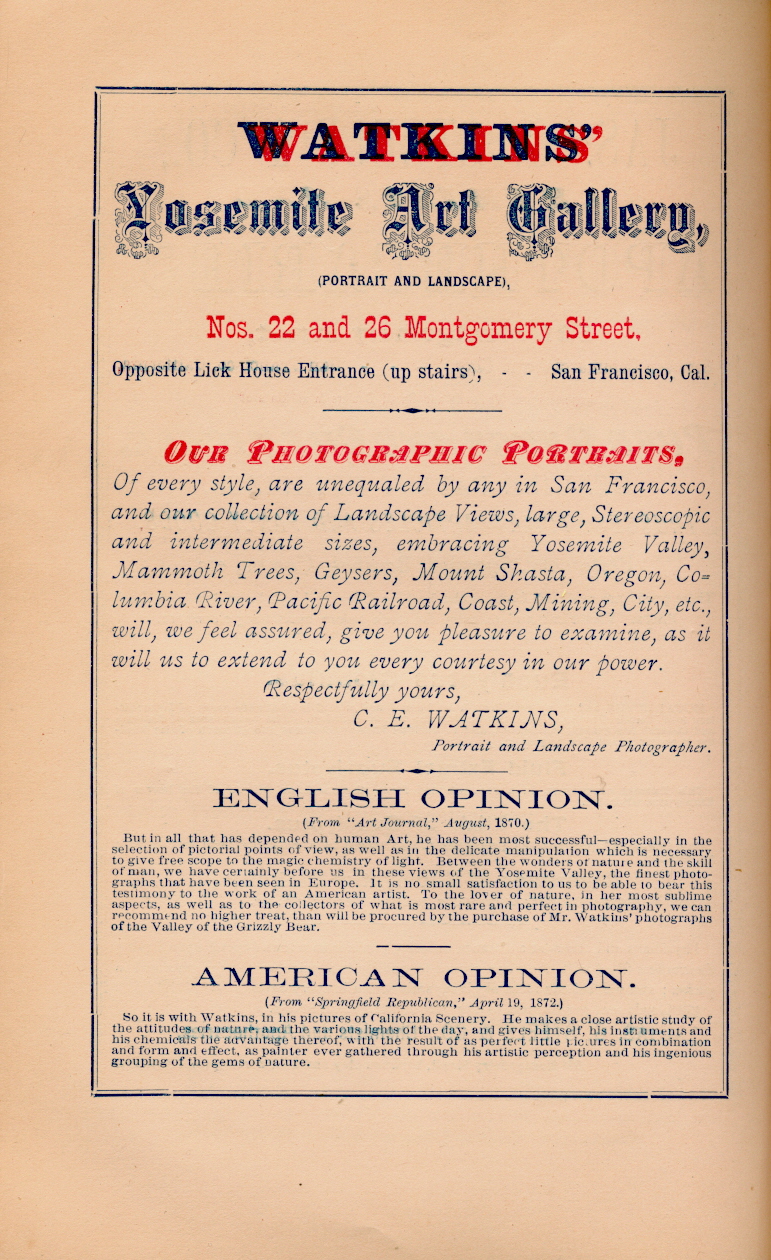 WATKINS'
Yosemite Art Gallery,
(PORTRAIT AND LANDSCAPE),
Nos. 22 and 26 Montgomery Street,
Opposite Lick House Entrance (up stairs), - - San Francisco, Cal.
OUR PHOTOGRAPHIC PORTRAITS,
Of every style, are unequaled by any in San Francisco,
and our collection of Landscape Views, large, Stereoscopic
and intermediate sizes, embracing Yosemite Valley,
Mammoth Trees, Geysers, Mount Shasta, Oregon, Co=
lumbia River, Pacific Railroad, Coast, Mining, City, etc.,
will, we feel assured, give you pleasure to examine, as it
will us to extend to you every courtesy in our power.
Respectfully yours,
C. E. WATKINS,
Portrait and Landscape Photographer.
ENGLISH OPINION.
(From "Art Journal," August, 1870.)
But in all that has depended on human Art, he has been most successful—especially in the
selection of pictorial points of view, as well as in the delicate manipulation which is necessary
to give free scope to the magic chemistry of light. Between the wonders of nature and the skill
of man, we have certainly before us in these views of the Yosemite Valley, the finest photo-
graphs that have been seen in Europe. It is no small satisfaction to us to be able to bear this
testimony to the work of an American artist. To the lover of nature, in her most sublime
aspects, as well as to the collectors of what is most rare and perfect in photography, we can
recommend no higher treat, than will be procured by the purchase of Mr. Watkins' photographs
of the Valley of the Grizzly Bear.
AMERICAN OPINION.
(From "Springfield Republican," April 19, 1872.)
So it is with Watkins, in his pictures of California Scenery. He makes a close artistic study of
the attitudes of nature, and the various lights of the day, and gives himself, his instruments and
his chemicals the advantage thereof, with the result of as perfect little pictures in combination
and form and effect, as painter ever gathered through his artistic perception and his ingenious
grouping of the gems of nature.